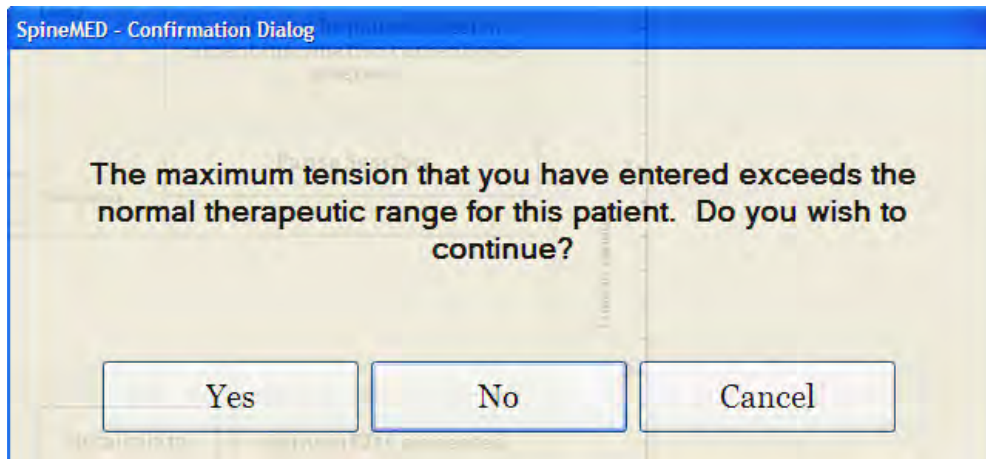 SpineMED - Confirmation Dialog
The maximum tension that you have entered exceeds the
normal therapeutic range for this patient. Do you wish to
continue?
Yes
No
Cancel